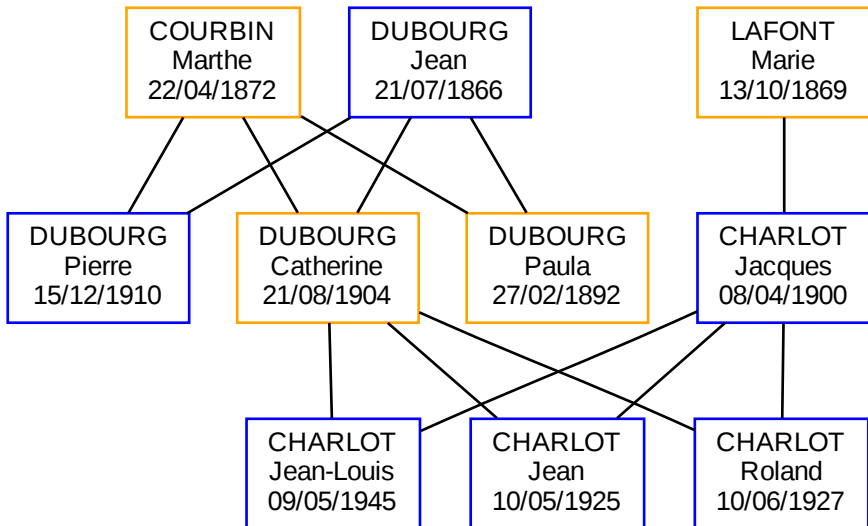 COURBIN
Marthe
22/04/1872
DUBOURG
Jean
21/07/1866
LAFONT
Marie
13/10/1869
DUBOURG
Pierre
15/12/1910
DUBOURG
Catherine
21/08/1904
DUBOURG
Paula
27/02/1892
CHARLOT
Jacques
08/04/1900
CHARLOT
Jean-Louis
09/05/1945
CHARLOT
Jean
10/05/1925
CHARLOT
Roland
10/06/1927